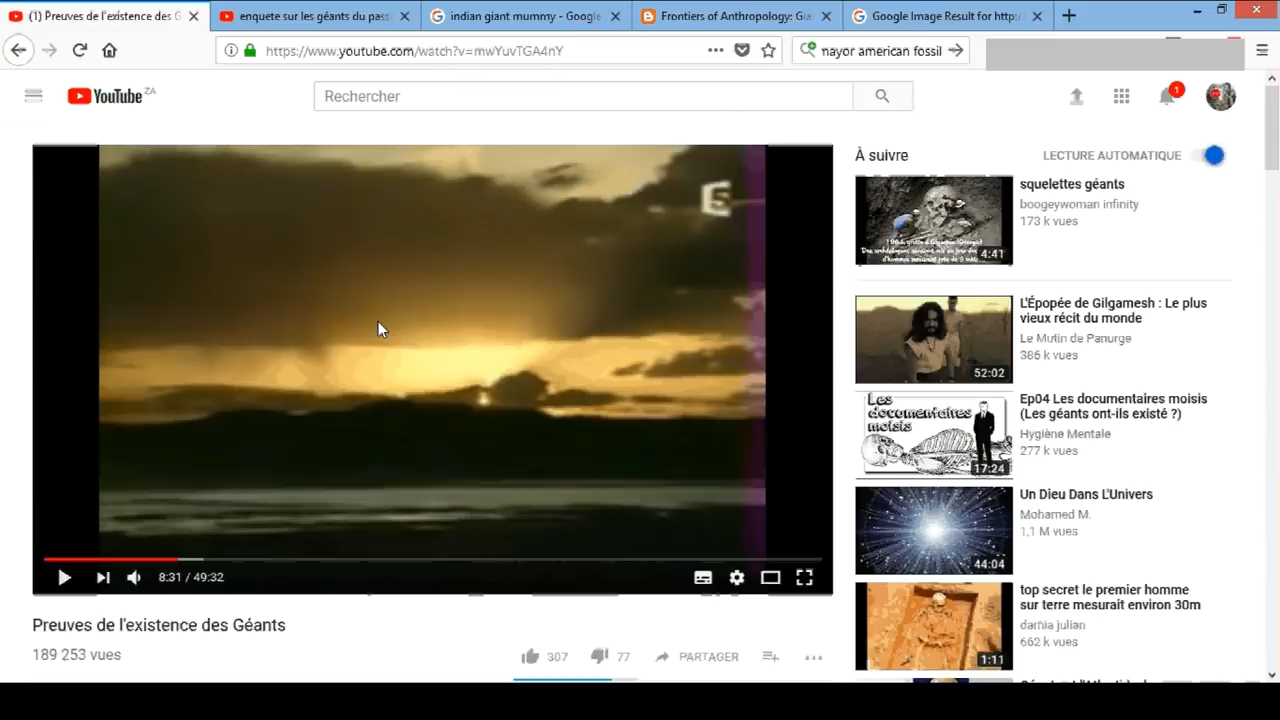 (1) Preuves de l'existence des G
enquete sur les géants du pass
indian giant mummy - Google
Frontiers of Anthropology: Gi
Google Image Result for http:
https://www.youtube.com/watch?v=mwYuvTGA4nY
mayor american fossil
YouTube ZA
Rechercher
1
5
8:31 / 49:32
Preuves de l'existence des Géants
189 253 vues
307
77
PARTAGER
À suivre
LECTURE AUTOMATIQUE
4:41
squelettes géants
boogeywoman infinity
173 k vues
52:02
L'Épopée de Gilgamesh : Le plus
vieux récit du monde
Le Mutin de Panurge
386 k vues
Les
documentaires
moisis
17:24
Ep04 Les documentaires moisis
(Les géants ont-ils existé ?)
Hygiène Mentale
277 k vues
44:04
Un Dieu Dans L'Univers
Mohamed M.
1,1 M vues
1:11
top secret le premier homme
sur terre mesurait environ 30m
damia julian
662 k vues